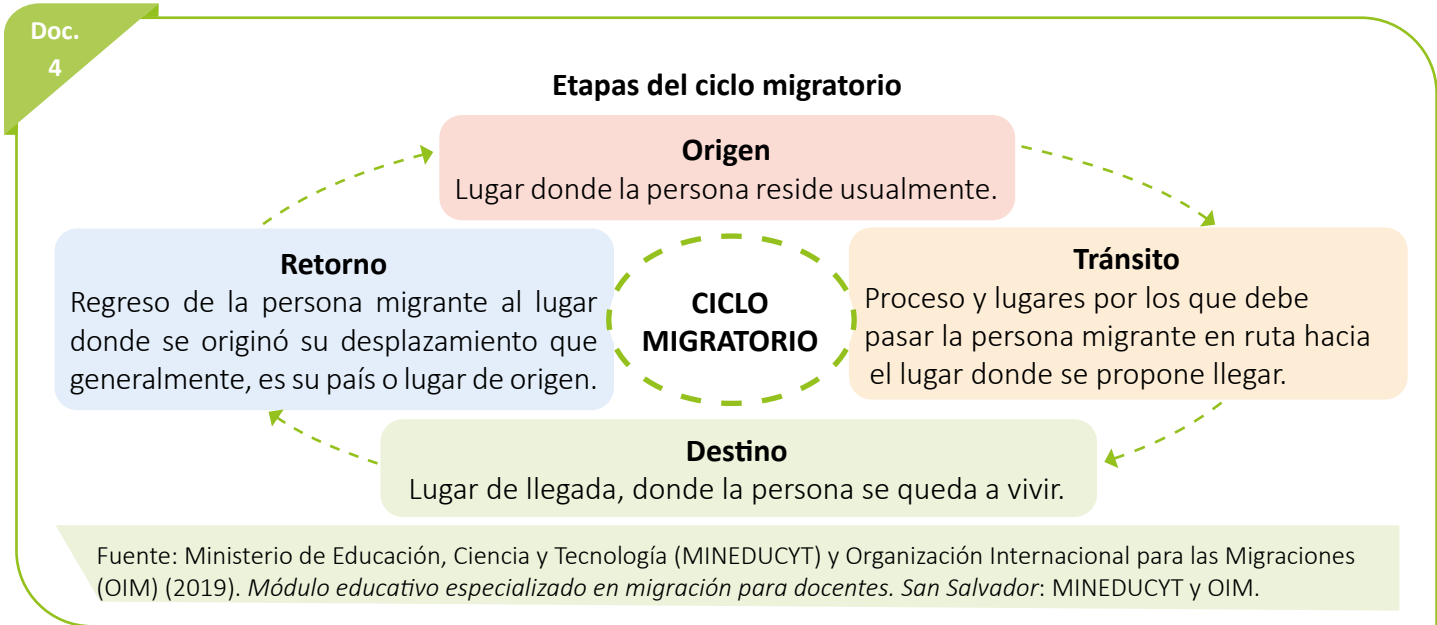 Doc.
4
Etapas del ciclo migratorio
Origen
Lugar donde la persona reside usualmente.
Tránsito
Proceso y lugares por los que debe
pasar la persona migrante en ruta hacia
el lugar donde se propone llegar.
Destino
Lugar de llegada, donde la persona se queda a vivir.
Retorno
Regreso de la persona migrante al lugar
donde se originó su desplazamiento que
generalmente, es su país o lugar de origen.
CICLO
MIGRATORIO
Fuente: Ministerio de Educación, Ciencia y Tecnología (MINEDUCYT) y Organización Internacional para las Migraciones
(OIM) (2019). Módulo educativo especializado en migración para docentes. San Salvador: MINEDUCYT y OIM.